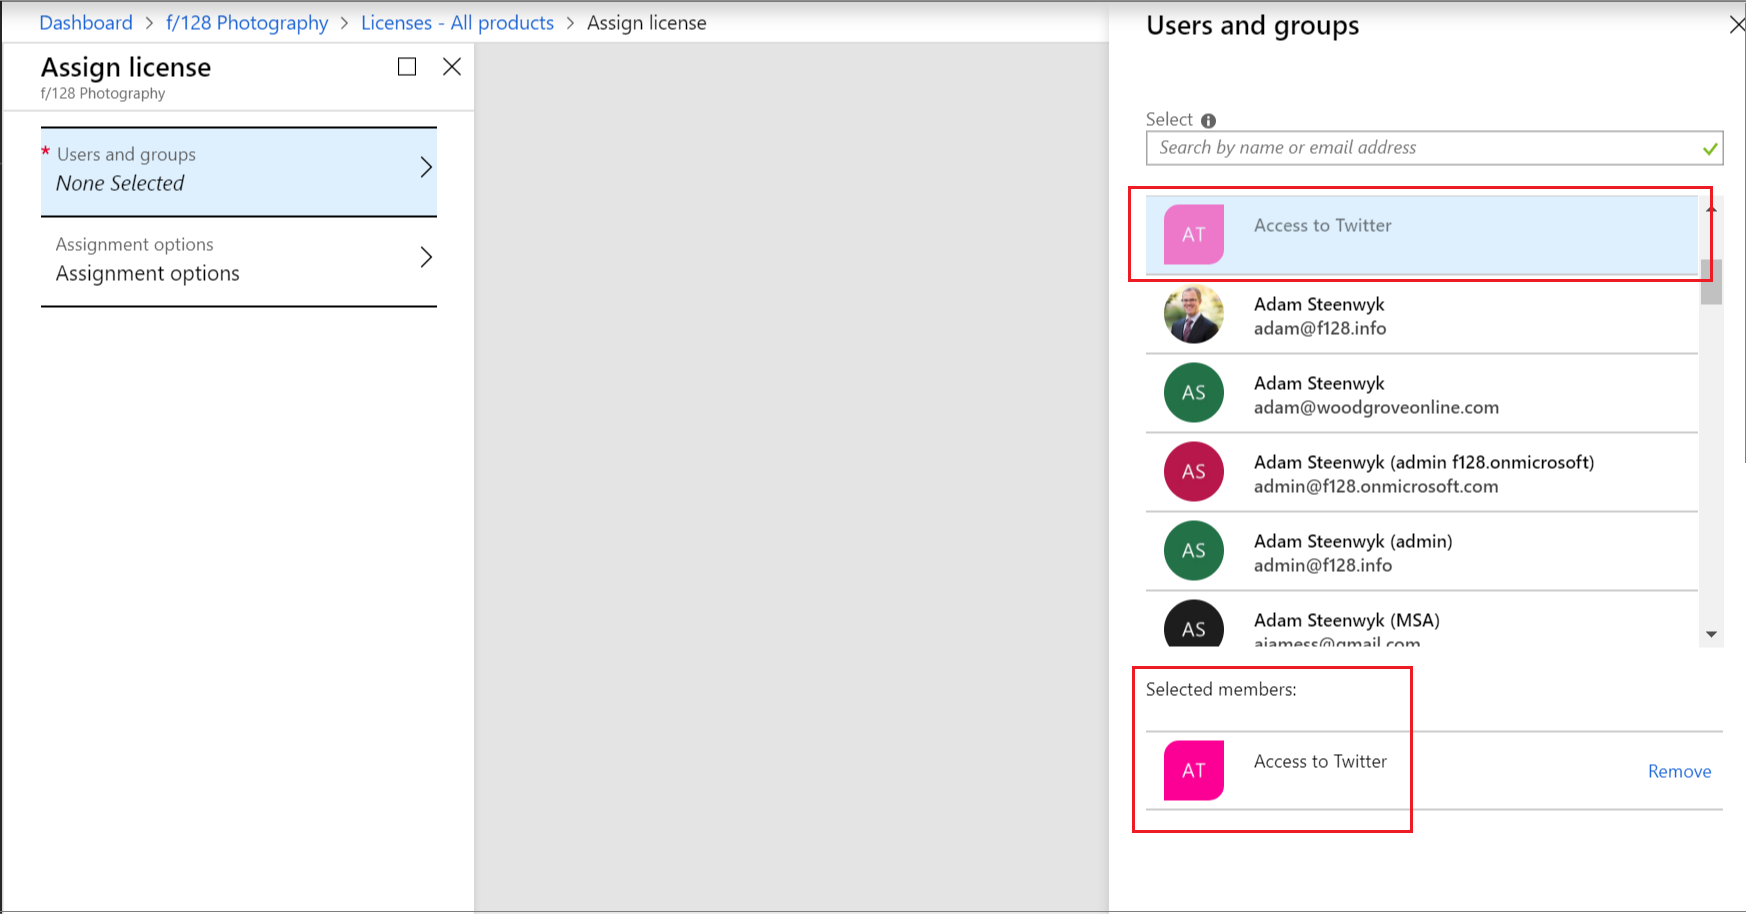 Dashboard > f/128 Photography > Licenses - All products > Assign license
Assign license
f/128 Photography
* Users and groups
None Selected
Assignment options
Assignment options
Users and groups
Select
Search by name or email address
AT
Access to Twitter
Adam Steenwyk
adam@f128.info
AS
Adam Steenwyk
adam@woodgroveonline.com
AS
Adam Steenwyk (admin f128.onmicrosoft)
admin@f128.onmicrosoft.com
AS
Adam Steenwyk (admin)
admin@f128.info
AS
Adam Steenwyk (MSA)
ajamess@gmail.com
Selected members:
AT
Access to Twitter
Remove